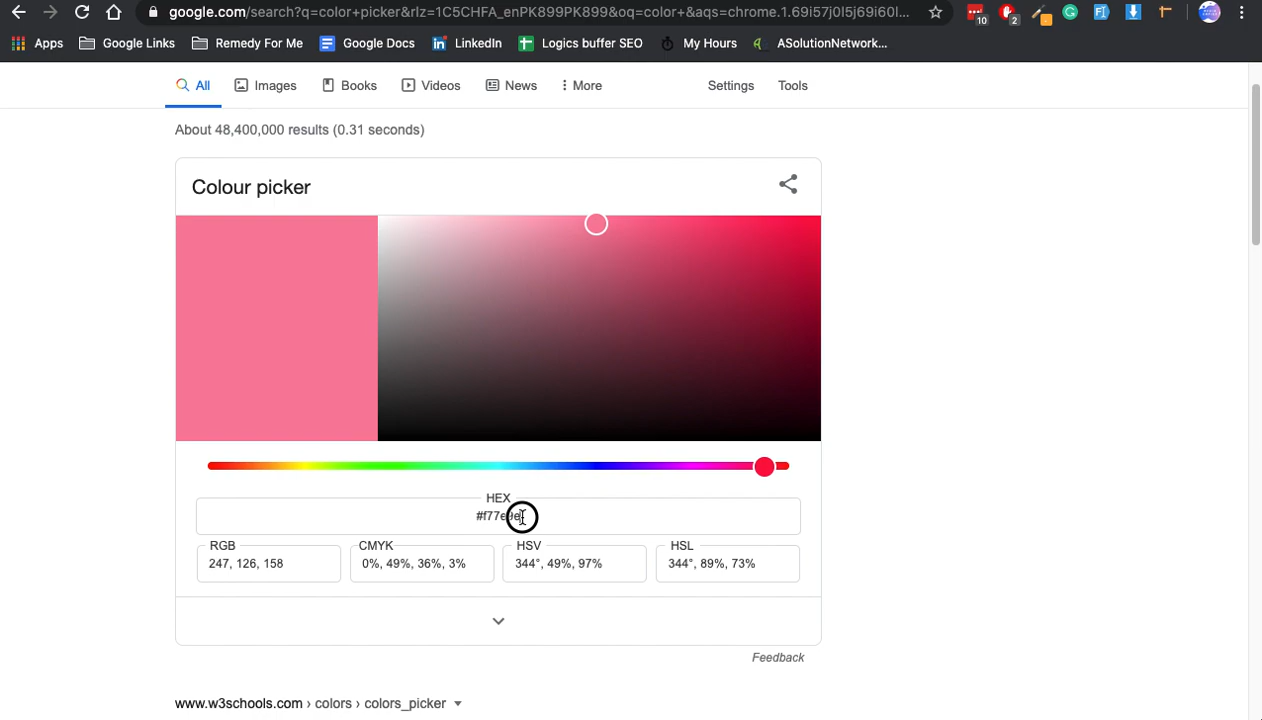 google.com/search?q=color+picker&rlz=1C5CHFA_enPK899PK899&oq=color+&aqs=chrome.1.69i57j0l5j69i60l...
10
2
Apps Google Links Remedy For Me Google Docs LinkedIn Logics buffer SEO My Hours ASolutionNetwork...
All Images Books Videos News More Settings Tools
About 48,400,000 results (0.31 seconds)
Colour picker
HEX
RGB CMYK HSV HSL
247, 126, 158 0%, 49%, 36%, 3% 344°, 49%, 97% 344°, 89%, 73%
Feedback
www.w3schools.com › colors › colors_picker